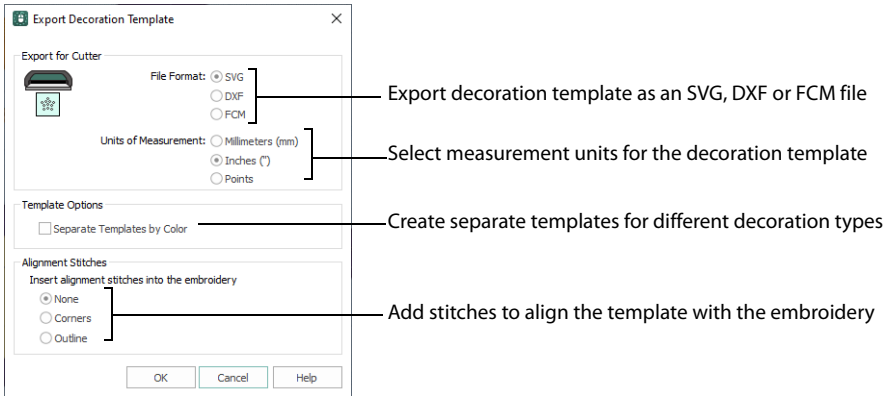 Export Decoration Template
Export for Cutter
File Format: SVG
DXF
FCM
Export decoration template as an SVG, DXF or FCM file
Units of Measurement: Millimeters (mm)
Inches (")
Points
Select measurement units for the decoration template
Template Options
Separate Templates by Color
Create separate templates for different decoration types
Alignment Stitches
Insert alignment stitches into the embroidery
None
Corners
Outline
Add stitches to align the template with the embroidery
OK Cancel Help